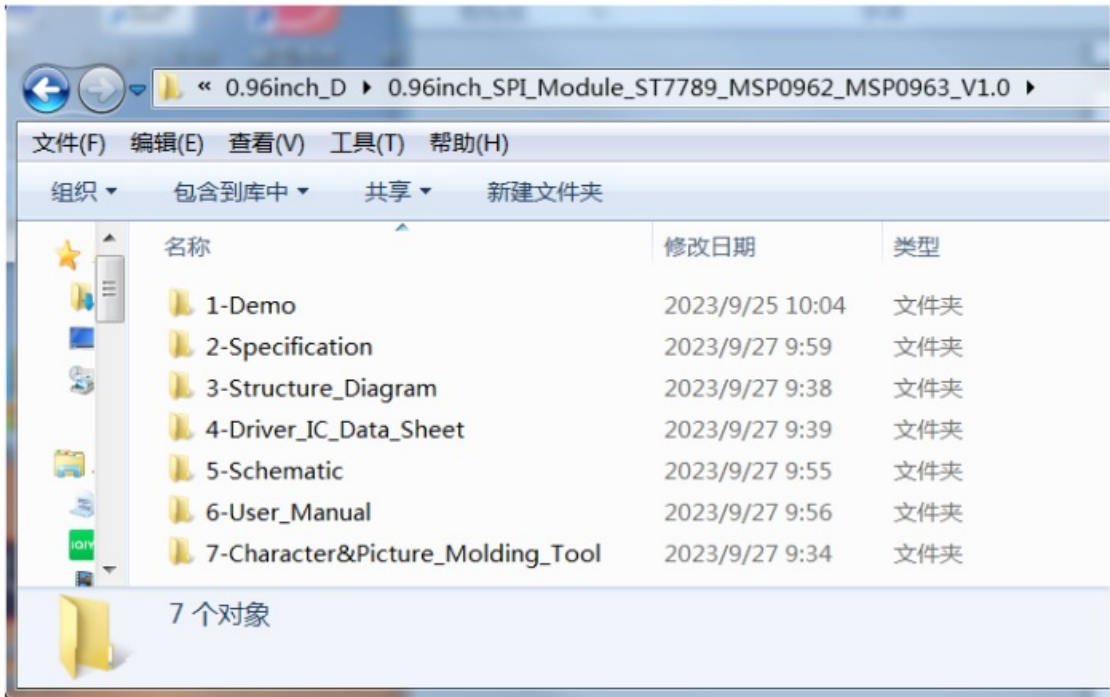 « 0.96inch_D ▸ 0.96inch_SPI_Module_ST7789_MSP0962_MSP0963_V1.0 ▸
文件(F) 编辑(E) 查看(V) 工具(T) 帮助(H)
组织 包含到库中 共享 新建文件夹
名称 修改日期 类型
1-Demo 2023/9/25 10:04 文件夹
2-Specification 2023/9/27 9:59 文件夹
3-Structure_Diagram 2023/9/27 9:38 文件夹
4-Driver_IC_Data_Sheet 2023/9/27 9:39 文件夹
5-Schematic 2023/9/27 9:55 文件夹
6-User_Manual 2023/9/27 9:56 文件夹
7-Character&Picture_Molding_Tool 2023/9/27 9:34 文件夹
7 个对象